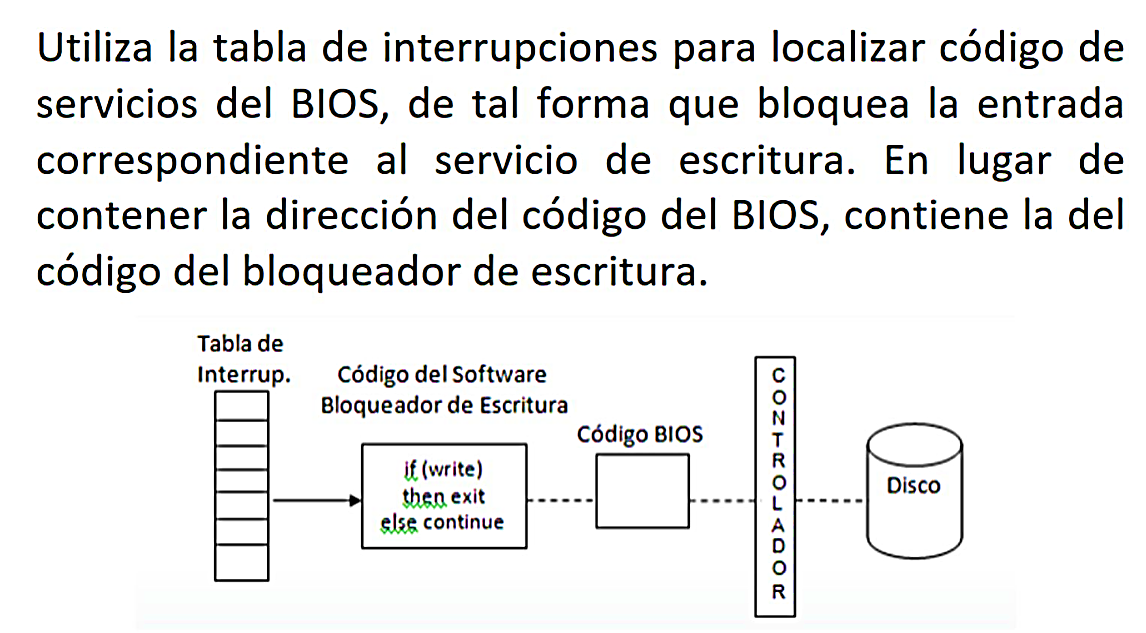 Utiliza la tabla de interrupciones para localizar código de
servicios del BIOS, de tal forma que bloquea la entrada
correspondiente al servicio de escritura. En lugar de
contener la dirección del código del BIOS, contiene la del
código del bloqueador de escritura.
Tabla de
Interrup.
Código del Software
Bloqueador de Escritura
Código BIOS
if (write)
then exit
else continue
CONTROLADOR
Disco